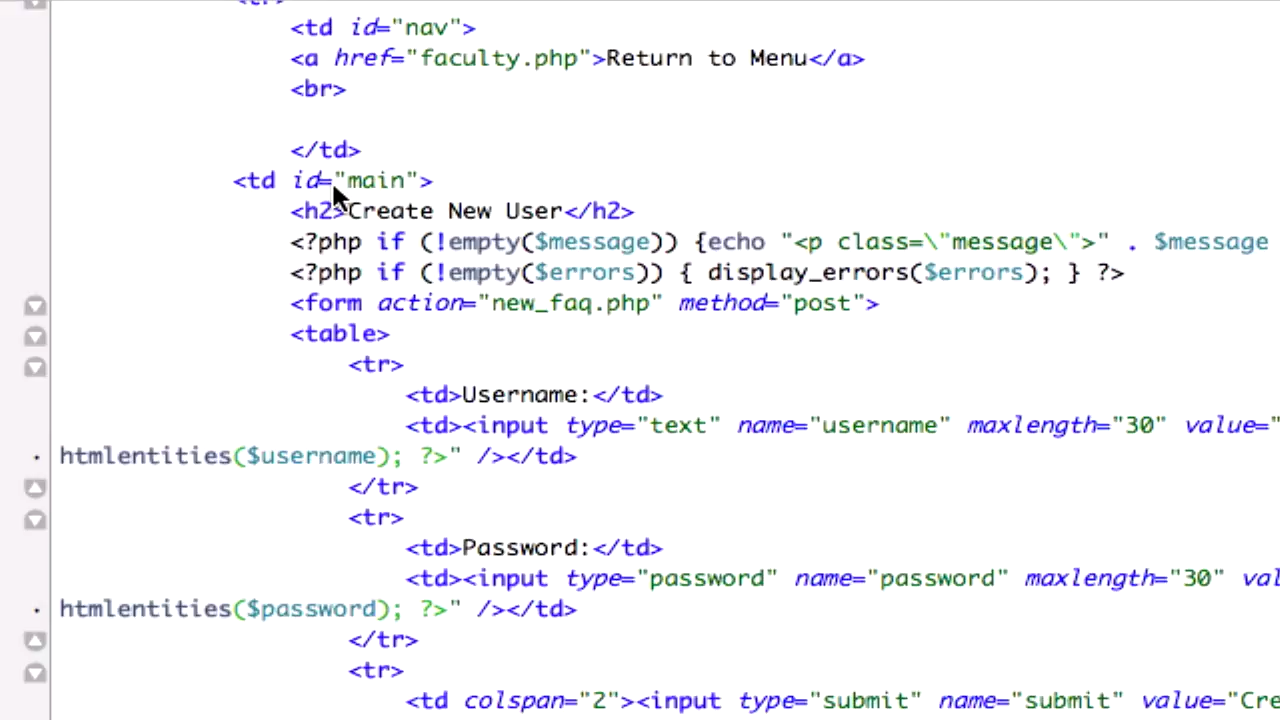 <td id="nav">
<a href="faculty.php">Return to Menu</a>
<br>
</td>
<td id="main">
<h2>Create New User</h2>
<?php if (!empty($message)) {echo "<p class=\"message\">" . $message
<?php if (!empty($errors)) { display_errors($errors); } ?>
<form action="new_faq.php" method="post">
<table>
<tr>
<td>Username:</td>
<td><input type="text" name="username" maxlength="30" value="
htmlentities($username); ?>" /></td>
</tr>
<tr>
<td>Password:</td>
<td><input type="password" name="password" maxlength="30" val
htmlentities($password); ?>" /></td>
</tr>
<tr>
<td colspan="2"><input type="submit" name="submit" value="Cre